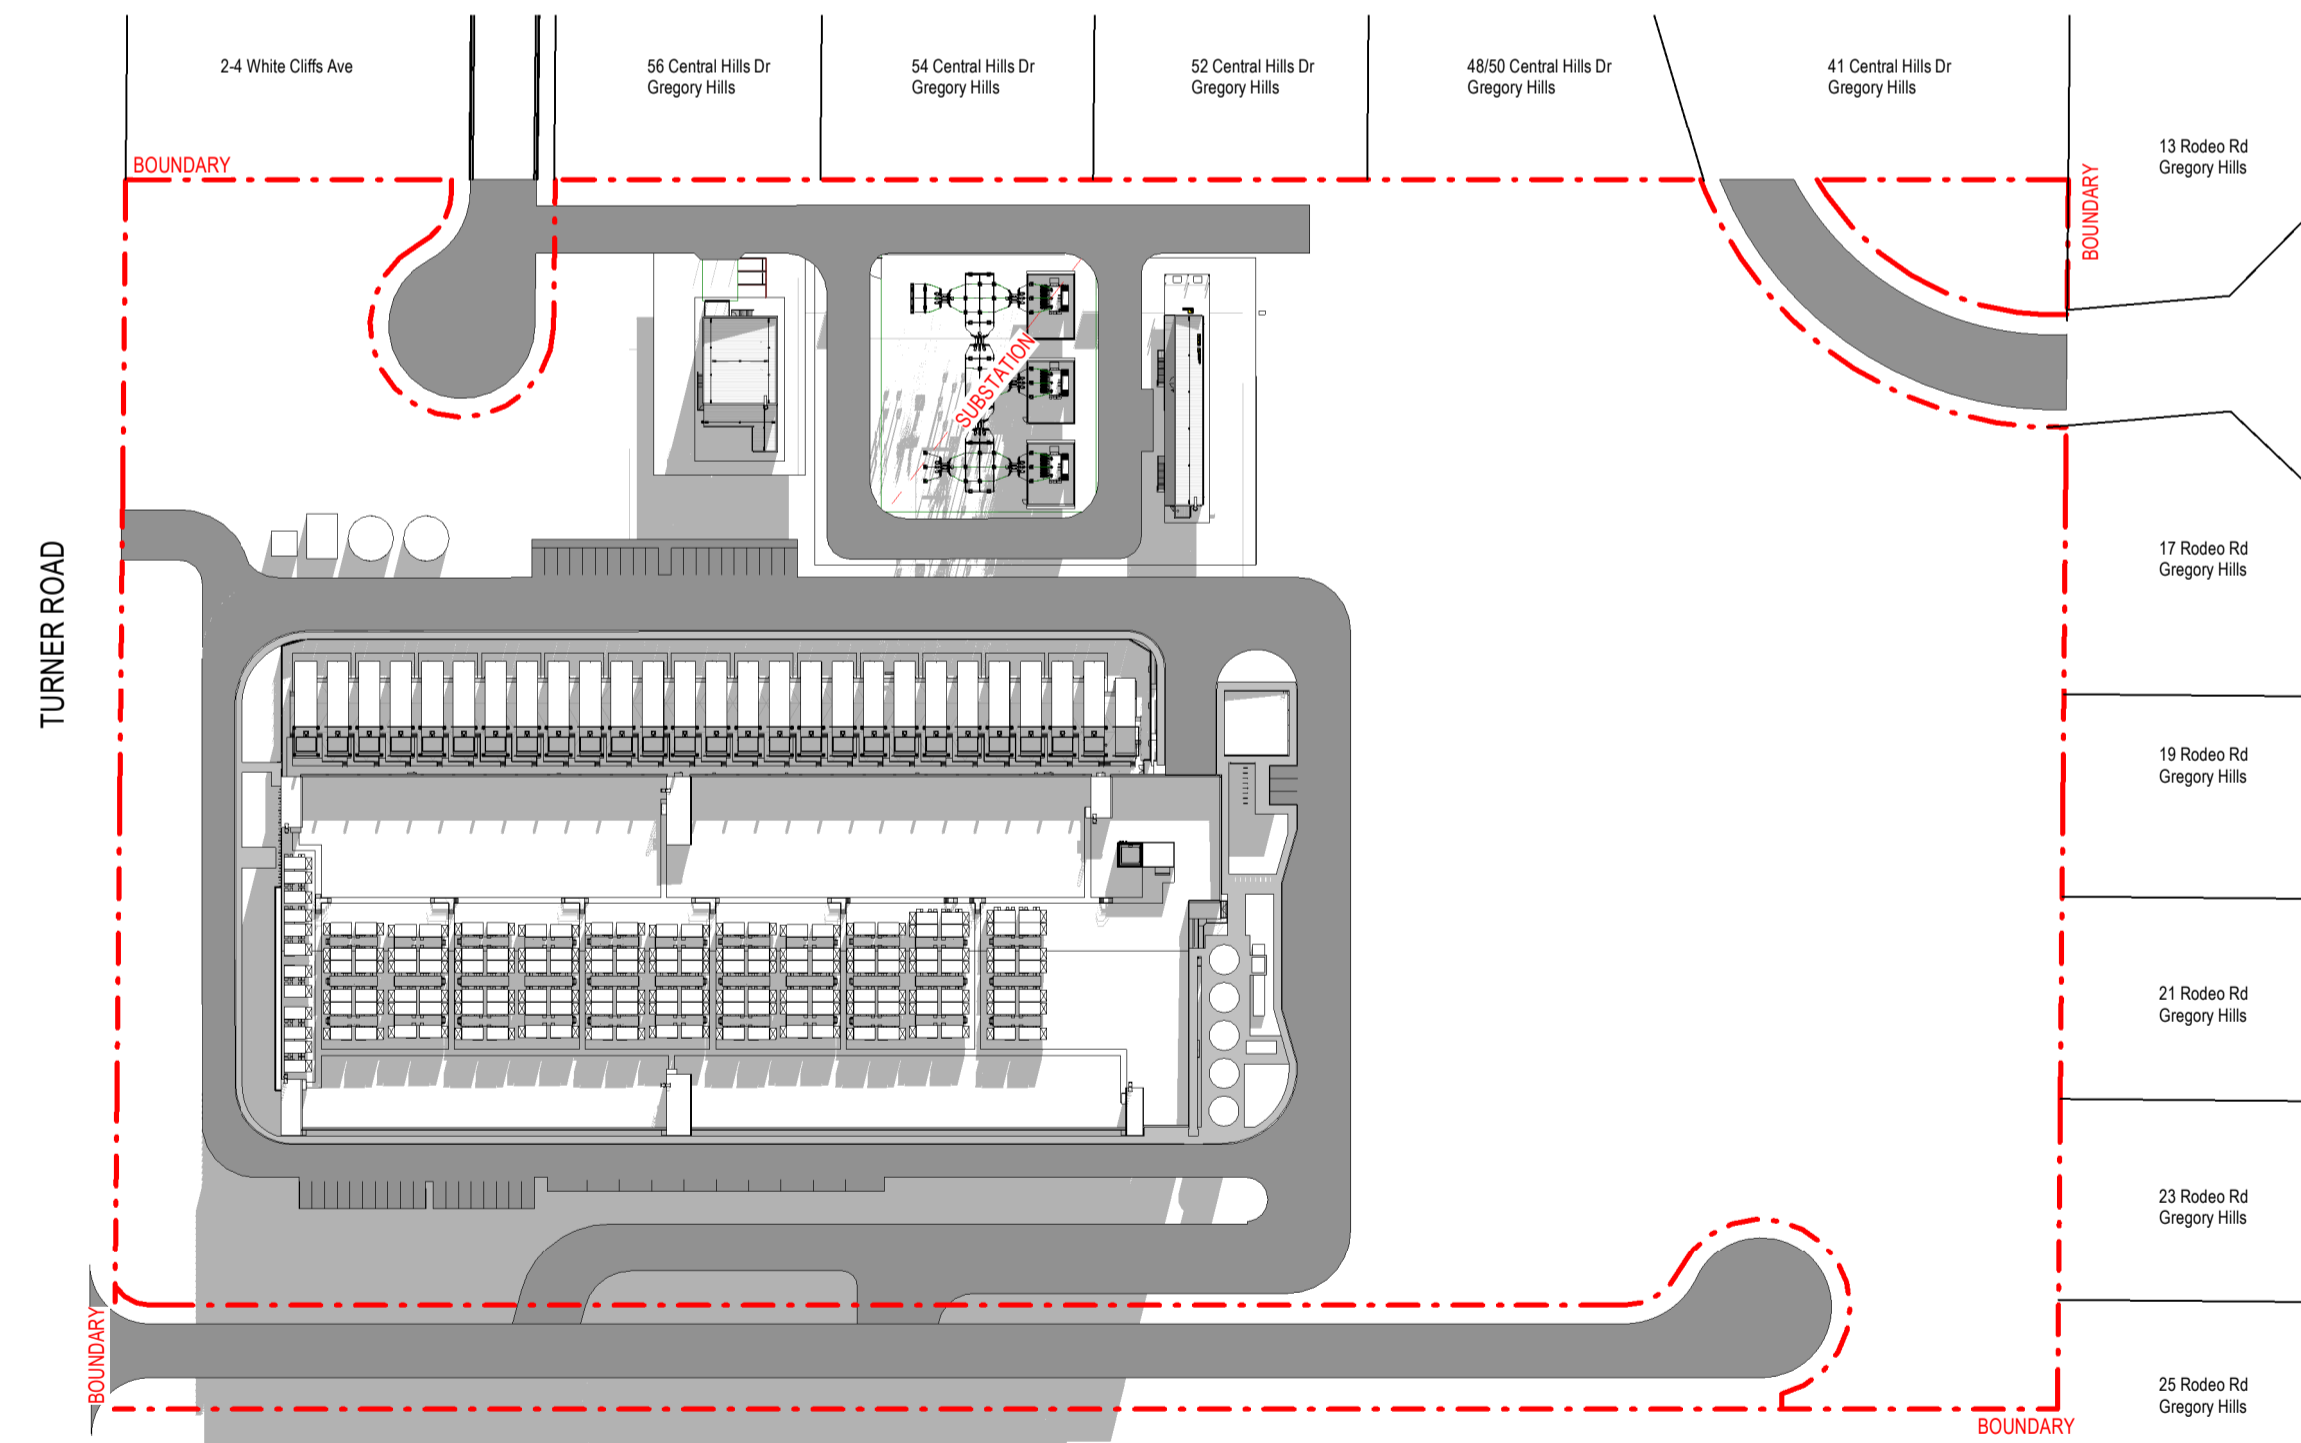 2-4 White Cliffs Ave
56 Central Hills Dr
Gregory Hills
54 Central Hills Dr
Gregory Hills
52 Central Hills Dr
Gregory Hills
48/50 Central Hills Dr
Gregory Hills
41 Central Hills Dr
Gregory Hills
13 Rodeo Rd
Gregory Hills
BOUNDARY
BOUNDARY
SUBSTATION
TURNER ROAD
17 Rodeo Rd
Gregory Hills
19 Rodeo Rd
Gregory Hills
21 Rodeo Rd
Gregory Hills
23 Rodeo Rd
Gregory Hills
BOUNDARY
25 Rodeo Rd
Gregory Hills
BOUNDARY